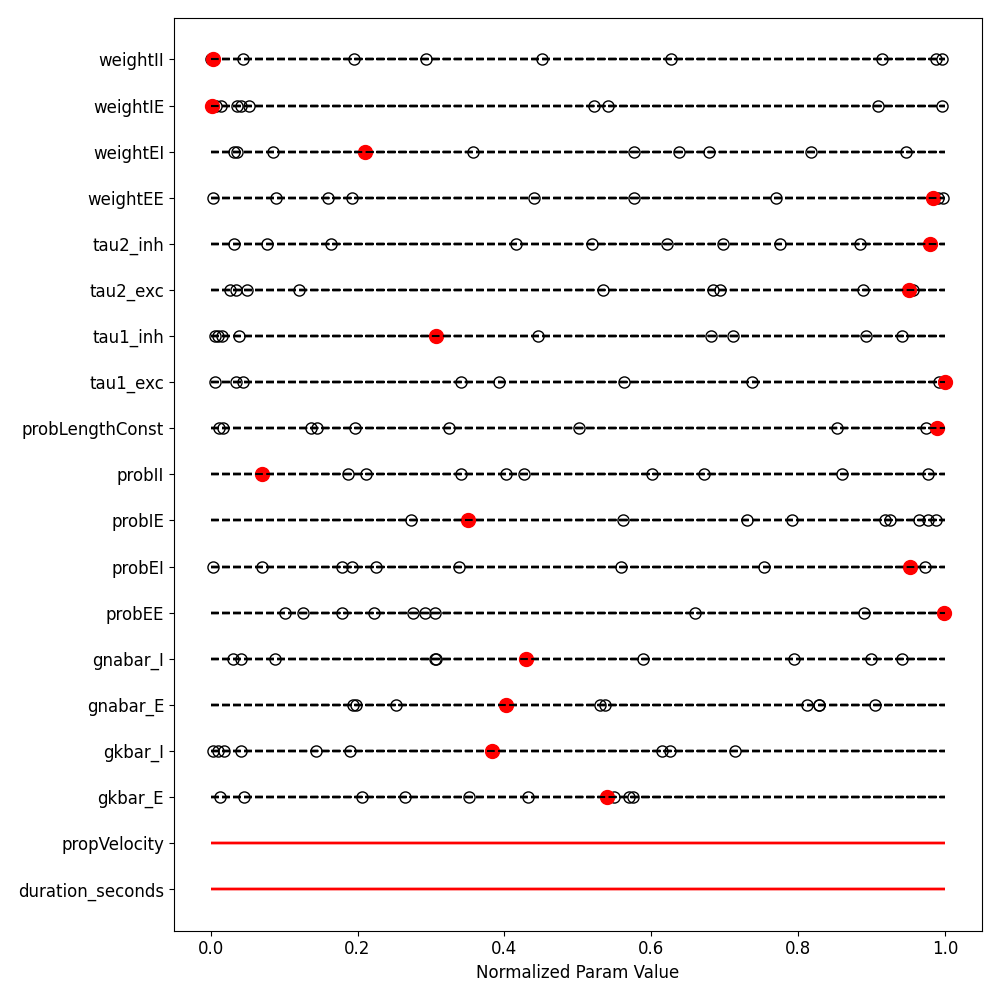 weightII
weightIE
weightEI
weightEE
tau2_inh
tau2_exc
tau1_inh
tau1_exc
probLengthConst
probII
probIE
probEI
probEE
gnabar_I
gnabar_E
gkbar_I
gkbar_E
propVelocity
duration_seconds
0.0 0.2 0.4 0.6 0.8 1.0
Normalized Param Value